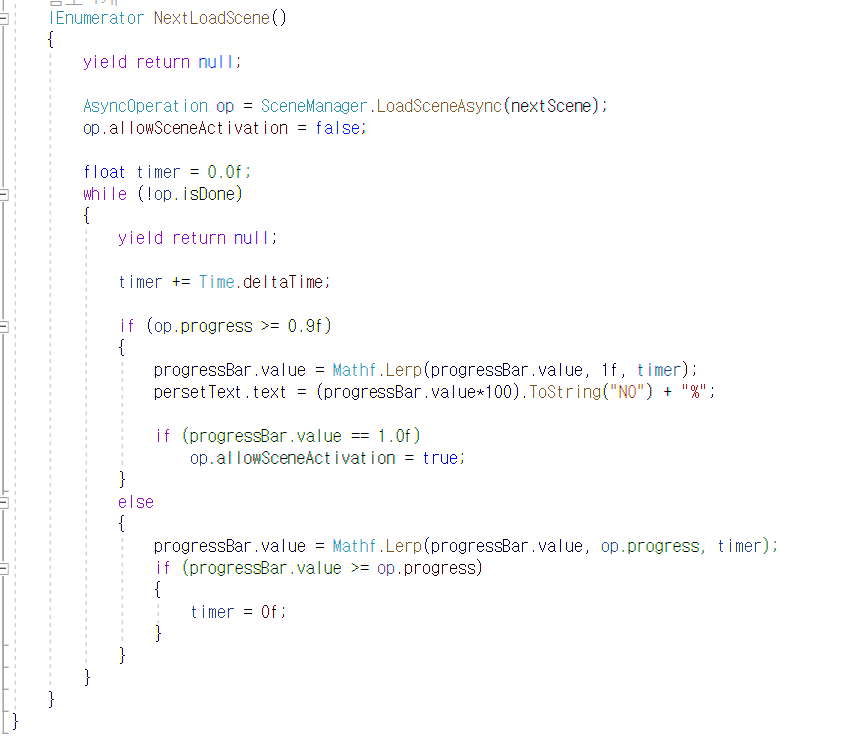 IEnumerator NextLoadScene()
{
yield return null;
AsyncOperation op = SceneManager.LoadSceneAsync(nextScene);
op.allowSceneActivation = false;
float timer = 0.0f;
while (!op.isDone)
{
yield return null;
timer += Time.deltaTime;
if (op.progress >= 0.9f)
{
progressBar.value = Mathf.Lerp(progressBar.value, 1f, timer);
persetText.text = (progressBar.value*100).ToString("N0") + "%";
if (progressBar.value == 1.0f)
op.allowSceneActivation = true;
}
else
{
progressBar.value = Mathf.Lerp(progressBar.value, op.progress, timer);
if (progressBar.value >= op.progress)
{
timer = 0f;
}
}
}
}
}